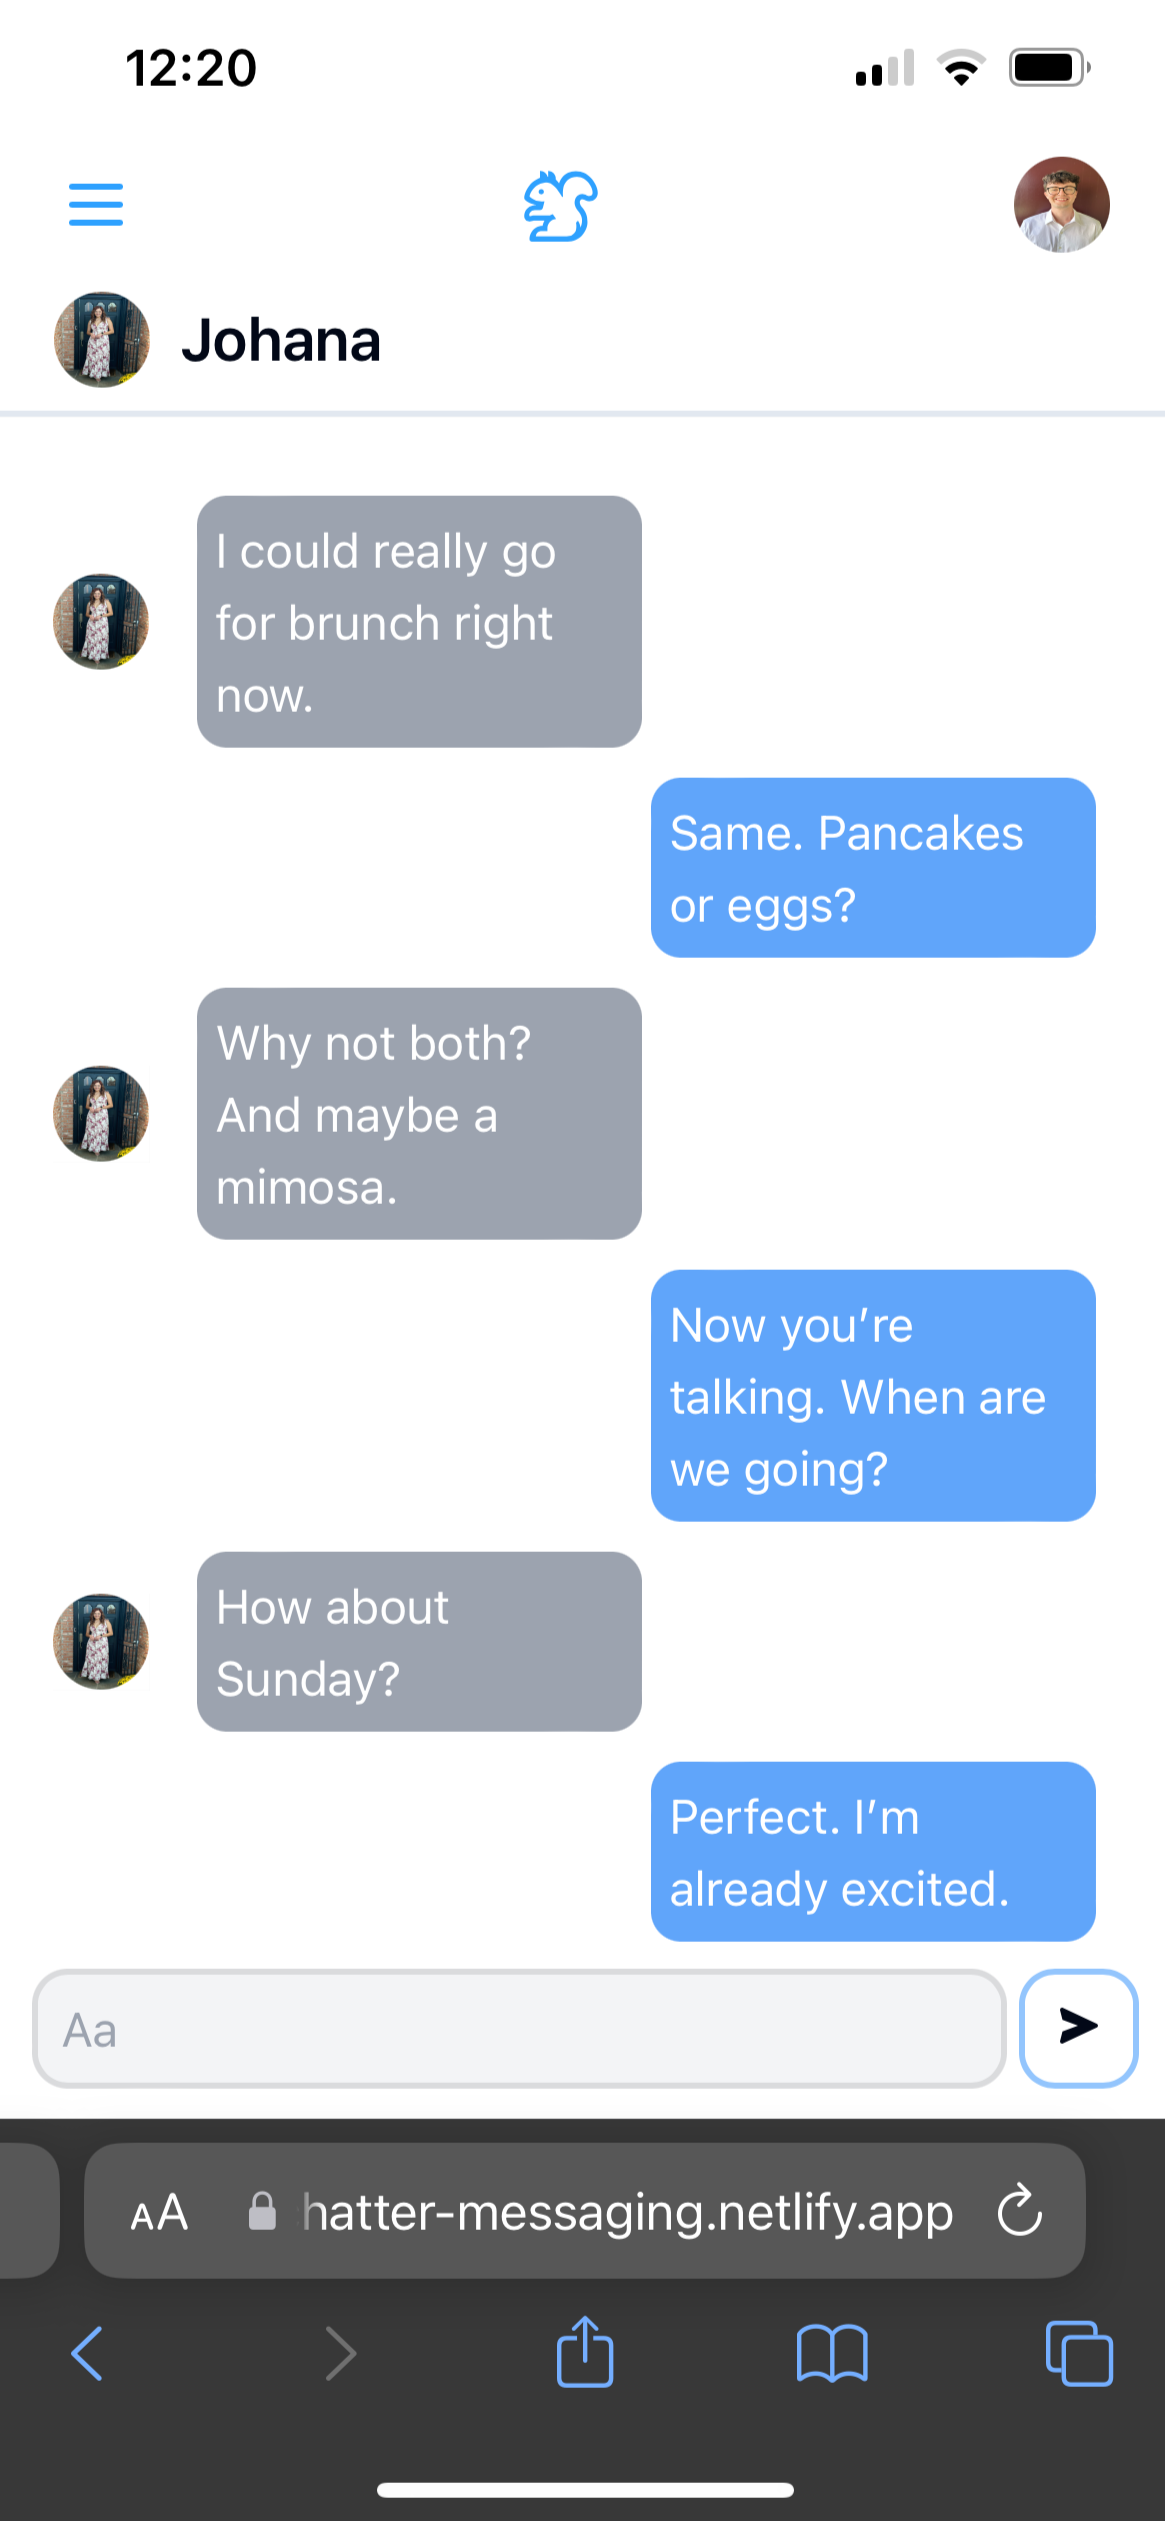 12:20
Johana
I could really go
for brunch right
now.
Same. Pancakes
or eggs?
Why not both?
And maybe a
mimosa.
Now you’re
talking. When are
we going?
How about
Sunday?
Perfect. I’m
already excited.
Aa
AA hatter-messaging.netlify.app